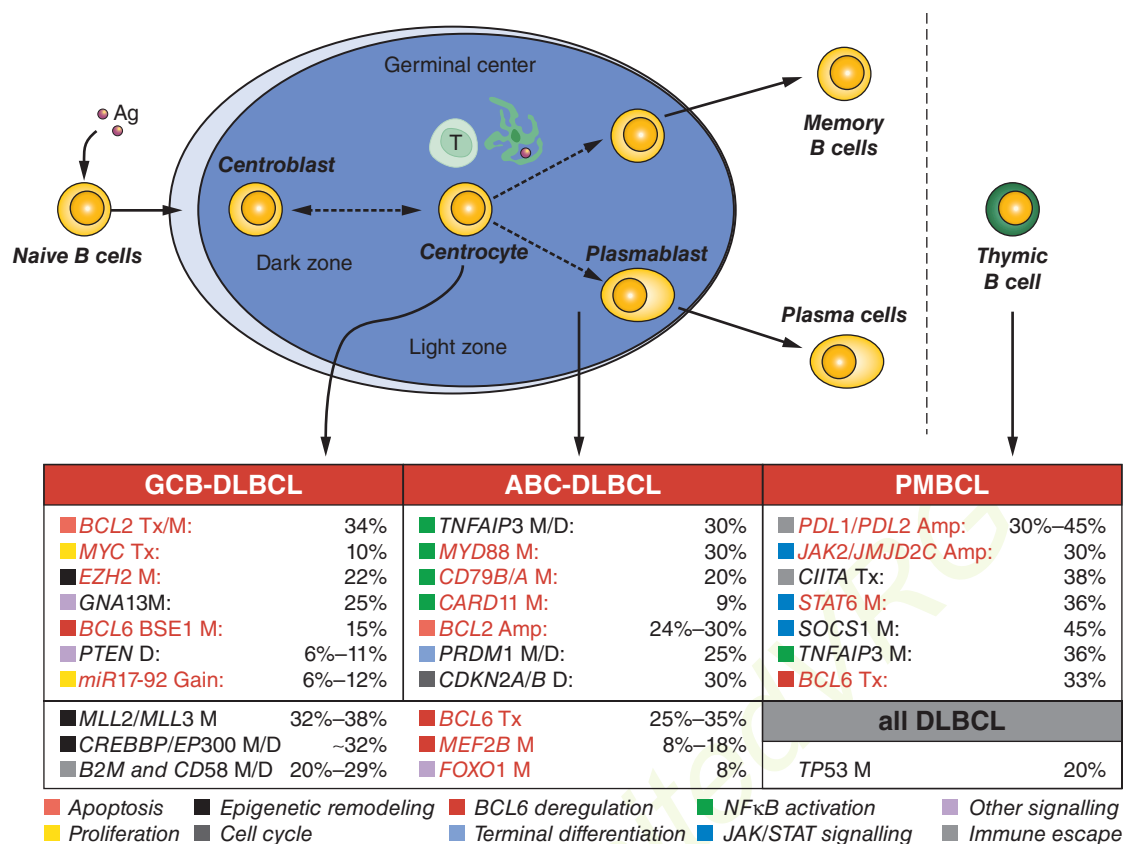 Germinal center
Ag
T
Memory
B cells
Centroblast
Naive B cells
Dark zone
Centrocyte
Plasmablast
Thymic
B cell
Plasma cells
Light zone
GCB-DLBCL
BCL2 Tx/M: 34%
MYC Tx: 10%
EZH2 M: 22%
GNA13M: 25%
BCL6 BSE1 M: 15%
PTEN D: 6%–11%
miR17-92 Gain: 6%–12%
MLL2/MLL3 M 32%–38%
CREBBP/EP300 M/D ~32%
B2M and CD58 M/D 20%–29%
ABC-DLBCL
TNFAIP3 M/D: 30%
MYD88 M: 30%
CD79B/A M: 20%
CARD11 M: 9%
BCL2 Amp: 24%–30%
PRDM1 M/D: 25%
CDKN2A/B D: 30%
BCL6 Tx 25%–35%
MEF2B M 8%–18%
FOXO1 M 8%
PMBCL
PDL1/PDL2 Amp: 30%–45%
JAK2/JMJD2C Amp: 30%
CIITA Tx: 38%
STAT6 M: 36%
SOCS1 M: 45%
TNFAIP3 M: 36%
BCL6 Tx: 33%
all DLBCL
TP53 M 20%
Apoptosis Epigenetic remodeling BCL6 deregulation NFκB activation Other signalling
Proliferation Cell cycle Terminal differentiation JAK/STAT signalling Immune escape